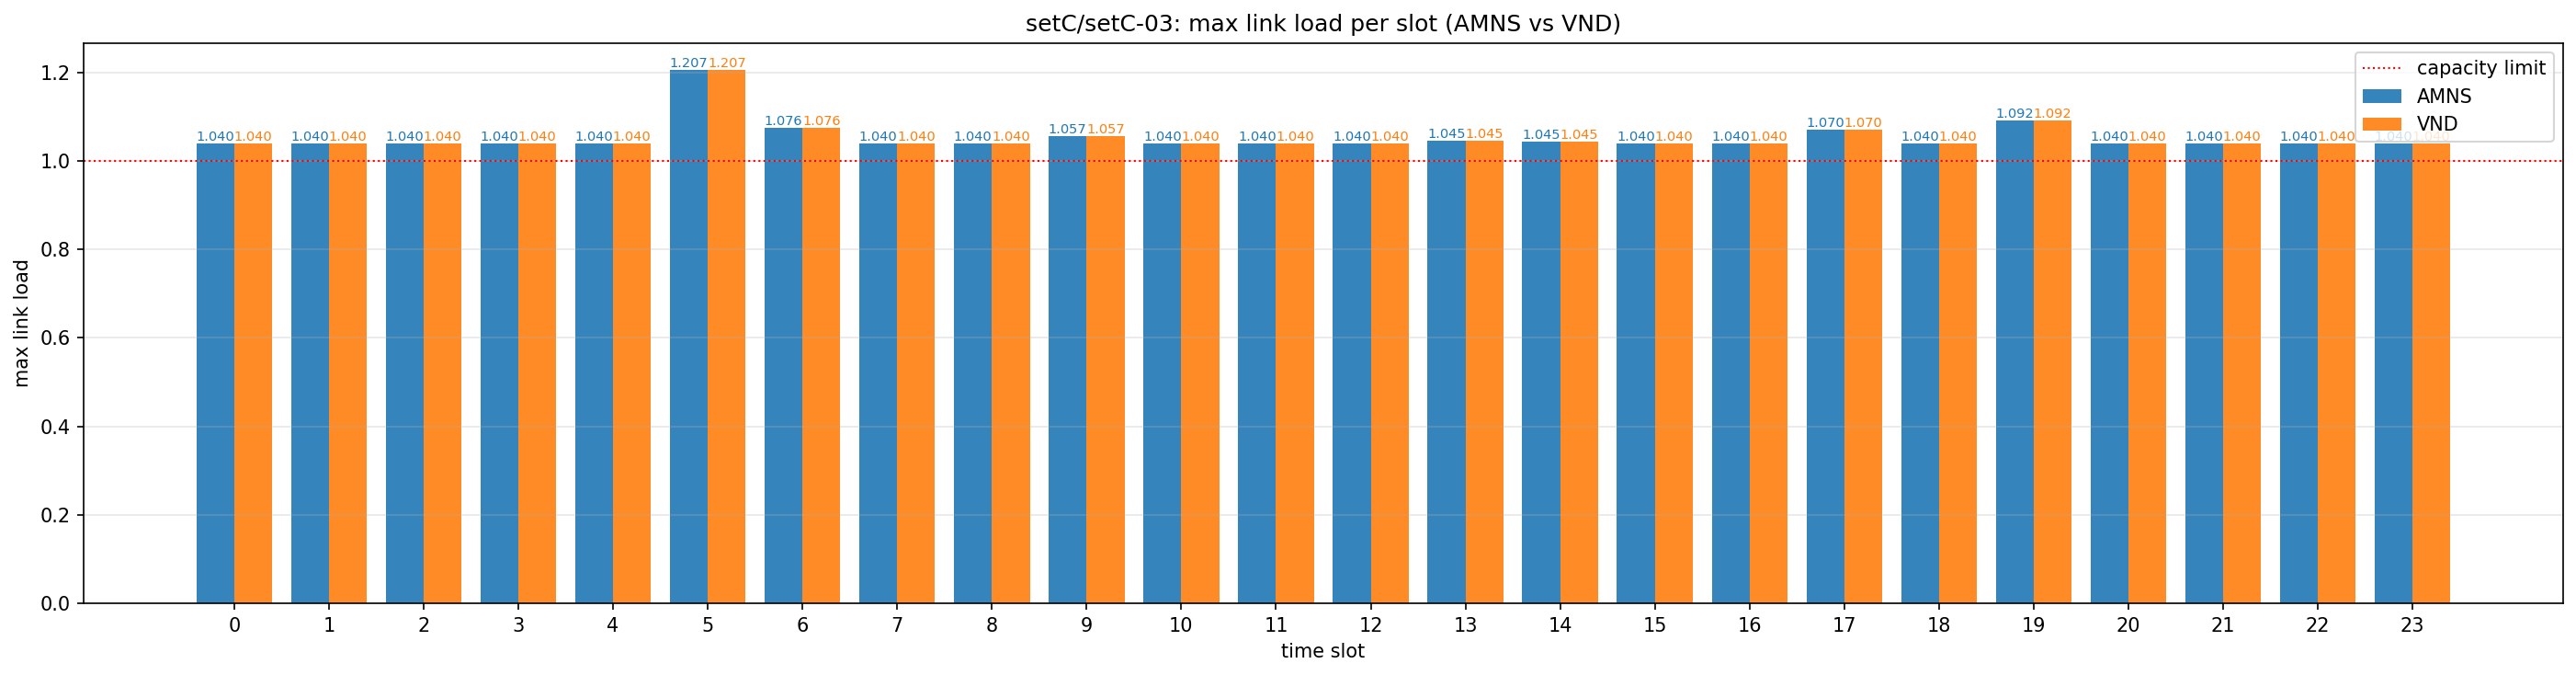 setC/setC-03: max link load per slot (AMNS vs VND)
max link load
1.2
1.0
0.8
0.6
0.4
0.2
0.0
1.040 1.040 1.040 1.040 1.040 1.040 1.040 1.040 1.040 1.040 1.207 1.207 1.076 1.076 1.040 1.040 1.040 1.040 1.057 1.057 1.040 1.040 1.040 1.040 1.040 1.040 1.045 1.045 1.045 1.045 1.040 1.040 1.040 1.040 1.070 1.070 1.040 1.040 1.092 1.092 1.040 1.040 1.040 1.040 1.040 1.040 1.040 1.040
capacity limit
AMNS
VND
0 1 2 3 4 5 6 7 8 9 10 11 12 13 14 15 16 17 18 19 20 21 22 23
time slot